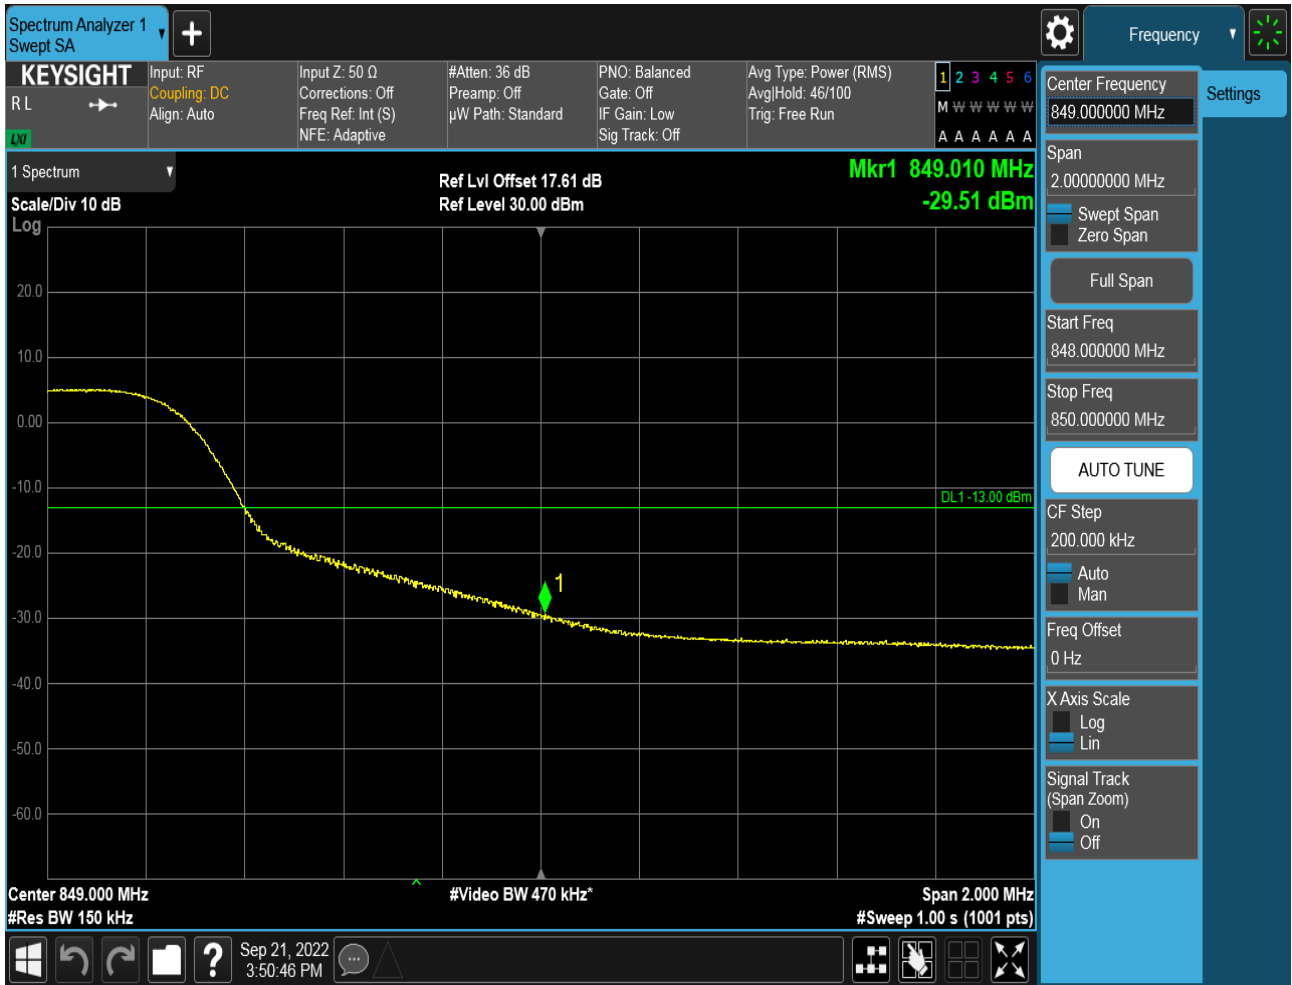 Spectrum Analyzer 1
Swept SA
+
Frequency
KEYSIGHT
R L
LXI
Input: RF
Coupling: DC
Align: Auto
Input Z: 50 Ω
Corrections: Off
Freq Ref: Int (S)
NFE: Adaptive
#Atten: 36 dB
Preamp: Off
µW Path: Standard
PNO: Balanced
Gate: Off
IF Gain: Low
Sig Track: Off
Avg Type: Power (RMS)
Avg|Hold: 46/100
Trig: Free Run
1 2 3 4 5 6
M W W W W W
A A A A A A
1 Spectrum
Scale/Div 10 dB
Log
Ref Lvl Offset 17.61 dB
Ref Level 30.00 dBm
Mkr1 849.010 MHz
-29.51 dBm
20.0
10.0
0.00
-10.0
-20.0
-30.0
-40.0
-50.0
-60.0
DL1 -13.00 dBm
1
Center 849.000 MHz
#Res BW 150 kHz
#Video BW 470 kHz*
Span 2.000 MHz
#Sweep 1.00 s (1001 pts)
?
Sep 21, 2022
3:50:46 PM
Center Frequency
849.000000 MHz
Settings
Span
2.00000000 MHz
Swept Span
Zero Span
Full Span
Start Freq
848.000000 MHz
Stop Freq
850.000000 MHz
AUTO TUNE
CF Step
200.000 kHz
Auto
Man
Freq Offset
0 Hz
X Axis Scale
Log
Lin
Signal Track
(Span Zoom)
On
Off